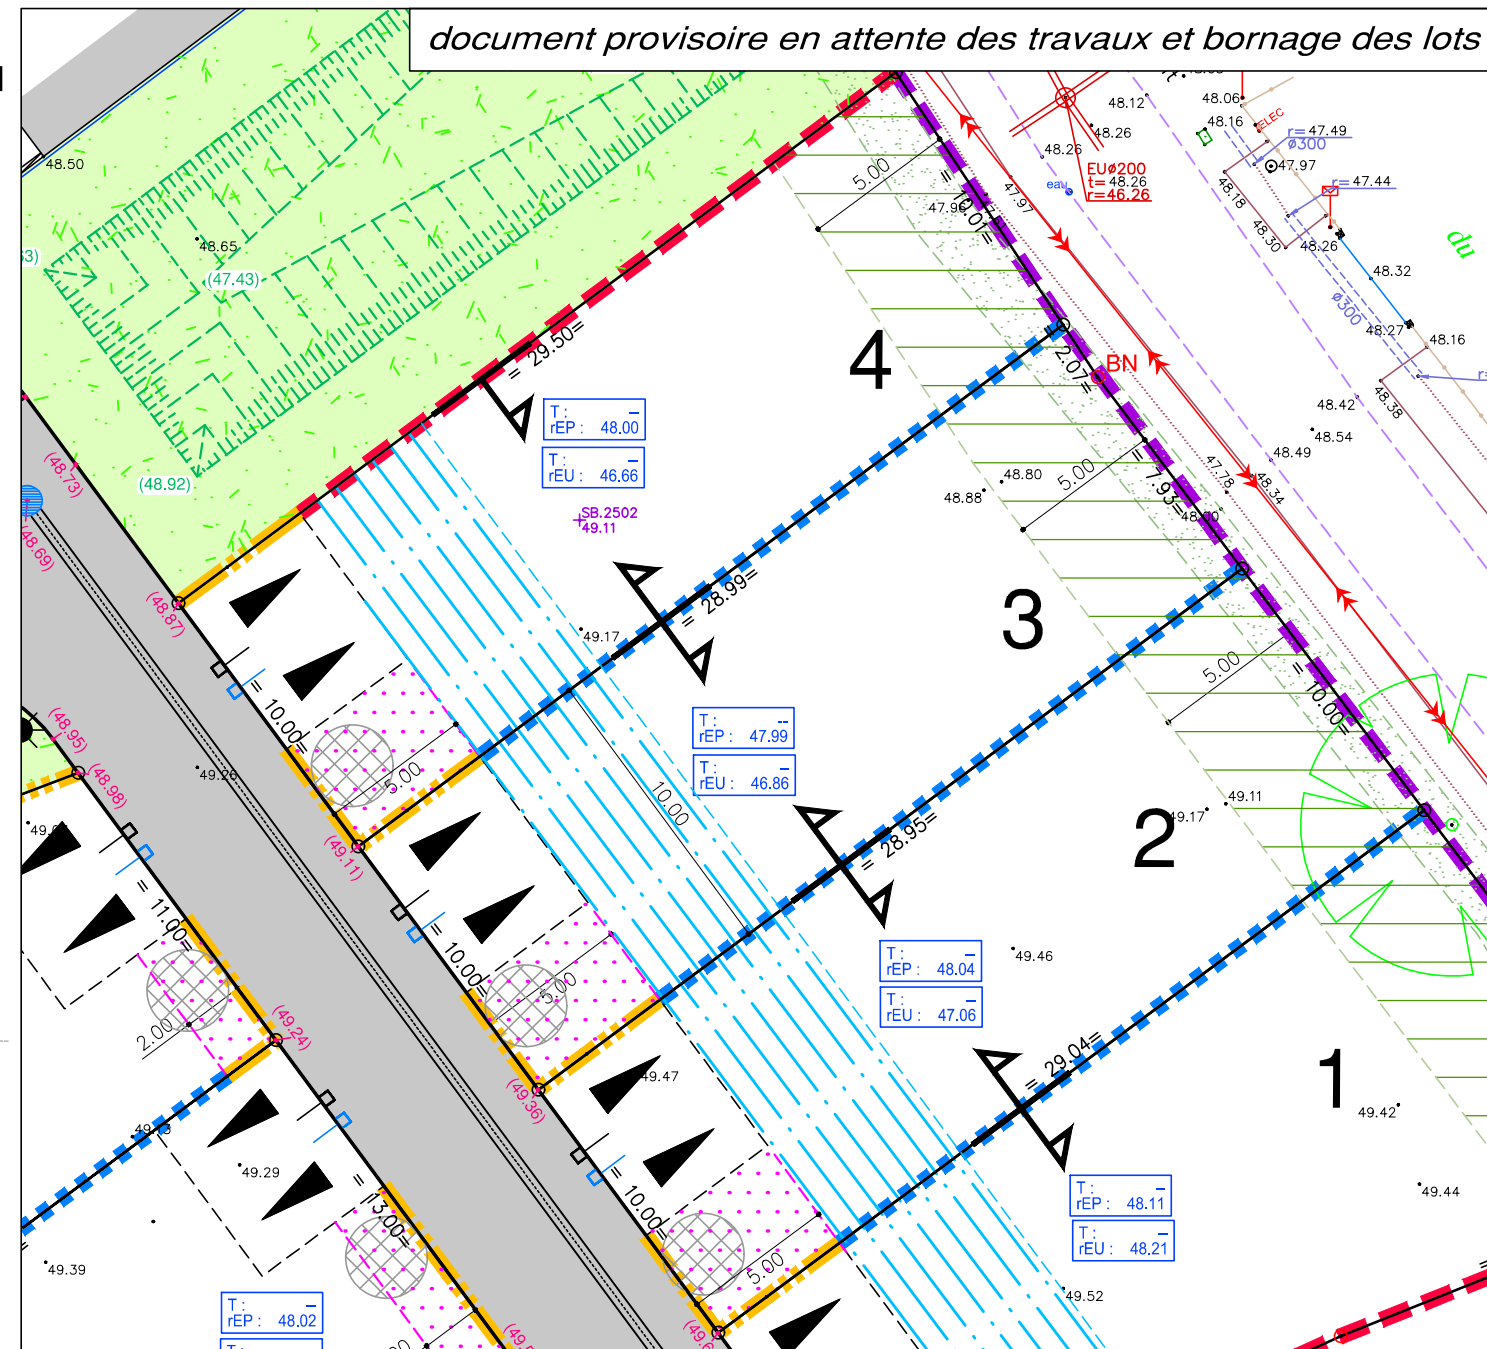 document provisoire en attente des travaux et bornage des lots
48.50
48.65
(47.43)
(48.92)
(48.73)
(48.69)
(48.87)
(48.95)
(48.98)
(49.11)
(49.24)
(49.36)
= 29.50=
T : –
rEP : 48.00
T : –
rEU : 46.66
SB.2502
49.11
4
5.00
= 10.01=
47.97
48.12
48.26
48.26
EUø200
t= 48.26
r=46.26
eau
48.06
48.16
ELEC
r= 47.49
ø300
47.97
r= 47.44
48.18
48.30
48.26
48.32
du
ø300
48.27
48.16
48.38
48.42
48.54
48.49
BN
2.07=
= 7.93=
47.78
48.34
48.00
48.80
48.88
5.00
= 28.99=
49.17
3
5.00
= 10.00=
T : --
rEP : 47.99
T : –
rEU : 46.86
= 10.00=
5.00
10.00
49.26
= 28.95=
2
49.11
49.17
T : –
rEP : 48.04
T : –
rEU : 47.06
49.46
= 11.00=
= 10.00=
5.00
2.00
= 29.04=
1
49.47
49.42
49.44
T : –
rEP : 48.11
T : –
rEU : 48.21
49.29
= 13.00=
= 10.00=
5.00
49.39
49.52
T : –
rEP : 48.02
T :